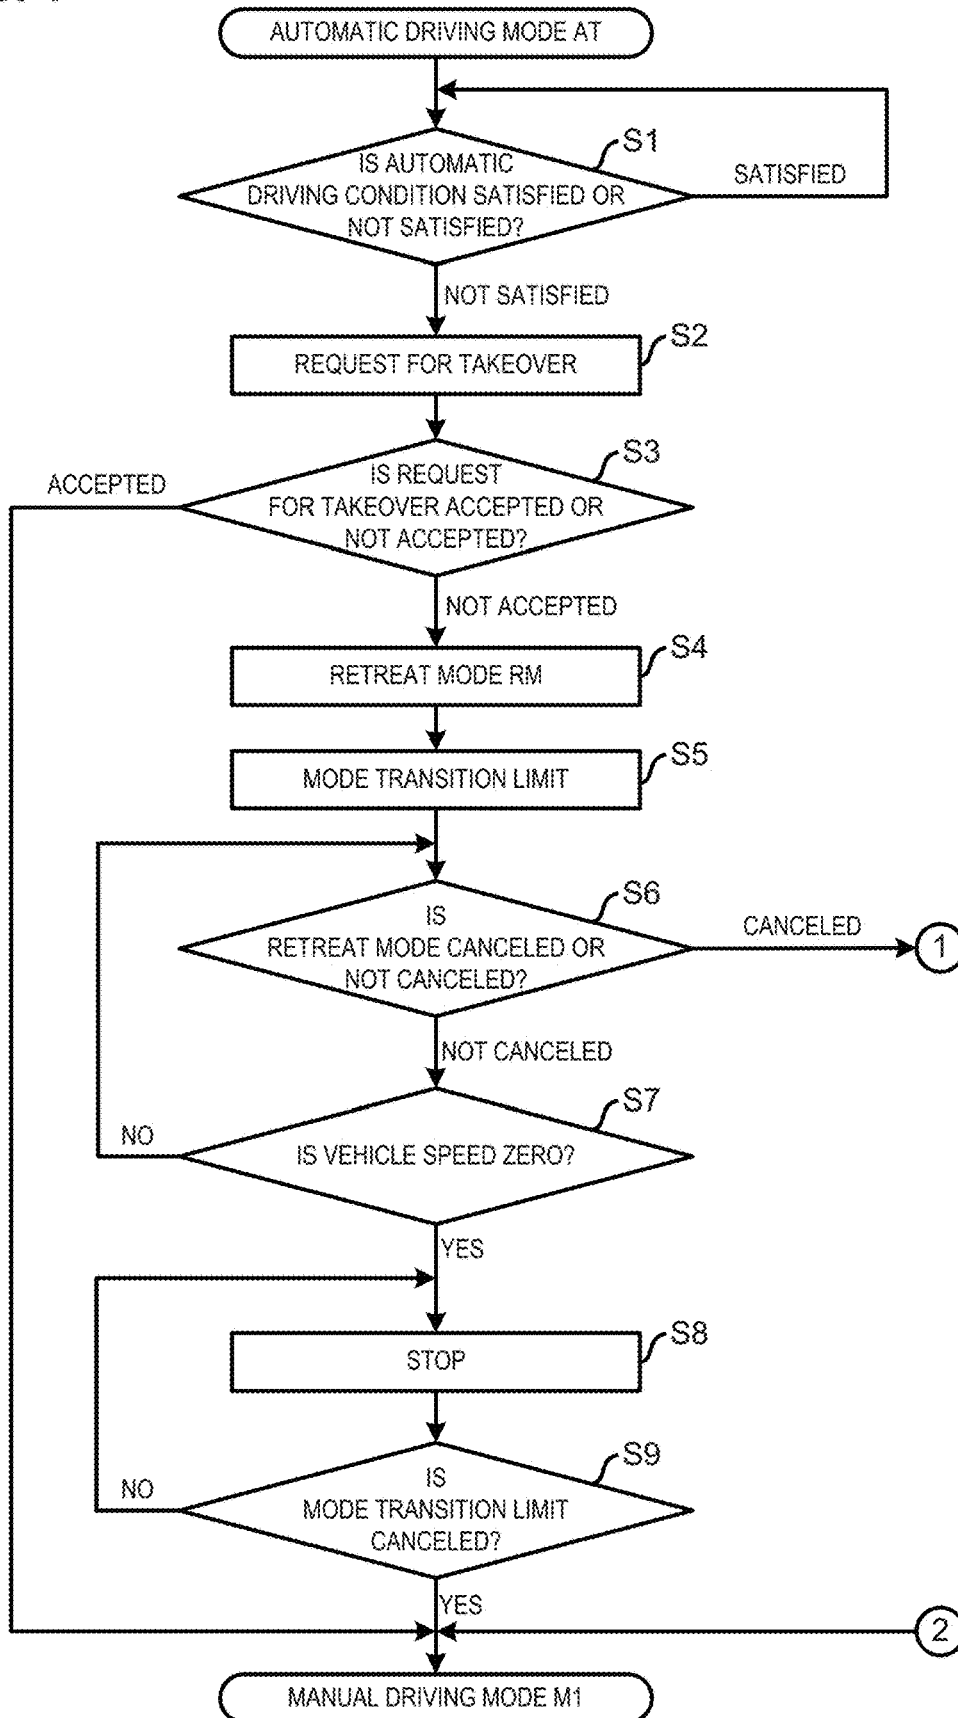 AUTOMATIC DRIVING MODE AT
S1
IS AUTOMATIC
DRIVING CONDITION SATISFIED OR
NOT SATISFIED?
SATISFIED
NOT SATISFIED
S2
REQUEST FOR TAKEOVER
S3
IS REQUEST
FOR TAKEOVER ACCEPTED OR
NOT ACCEPTED?
ACCEPTED
NOT ACCEPTED
S4
RETREAT MODE RM
S5
MODE TRANSITION LIMIT
S6
IS
RETREAT MODE CANCELED OR
NOT CANCELED?
CANCELED
1
NOT CANCELED
S7
IS VEHICLE SPEED ZERO?
NO
YES
S8
STOP
S9
IS
MODE TRANSITION LIMIT
CANCELED?
NO
YES
2
MANUAL DRIVING MODE M1